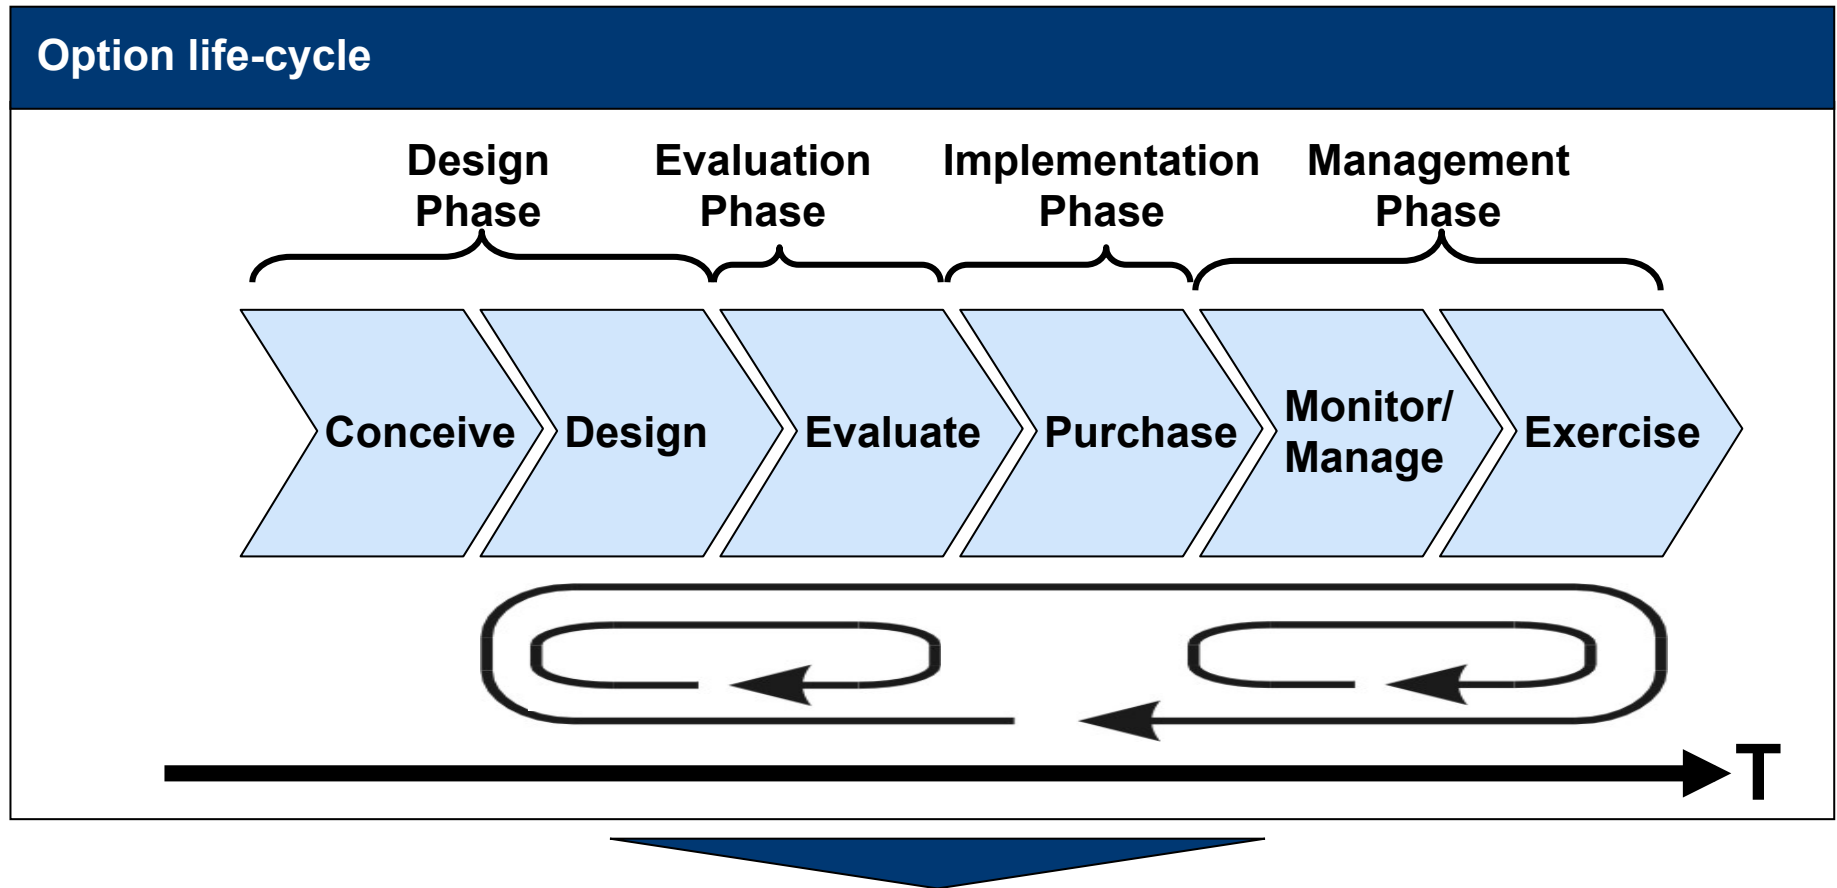 Option life-cycle
Design
Phase
Evaluation
Phase
Implementation
Phase
Management
Phase
Conceive
Design
Evaluate
Purchase
Monitor/
Manage
Exercise
T